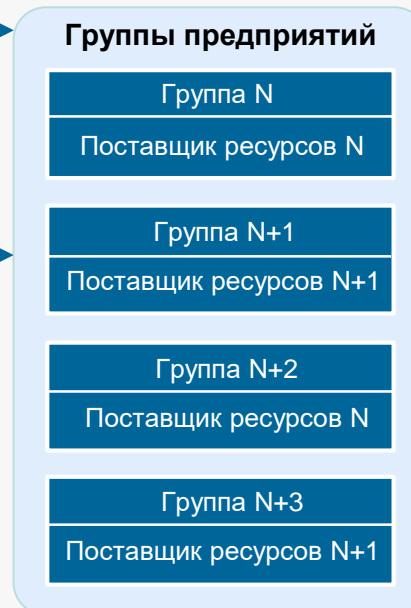 Группы предприятий
Группа N
Поставщик ресурсов N
Группа N+1
Поставщик ресурсов N+1
Группа N+2
Поставщик ресурсов N
Группа N+3
Поставщик ресурсов N+1